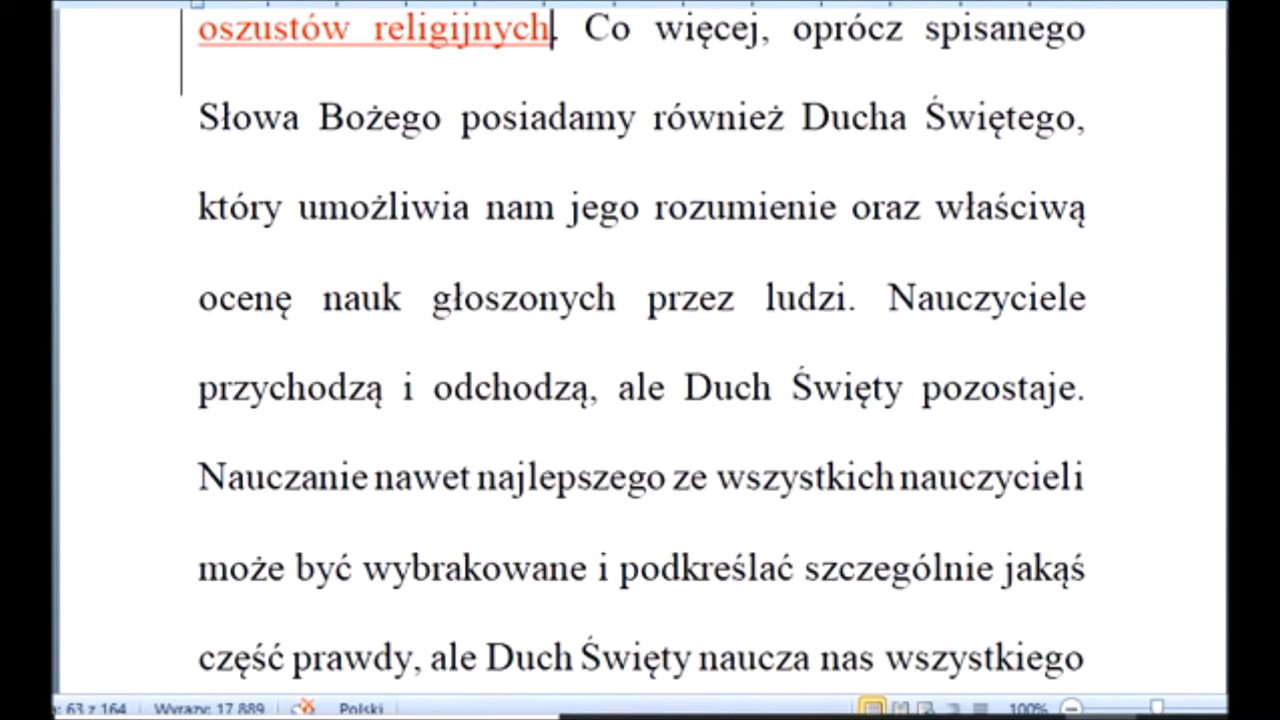 oszustów religijnych. Co więcej, oprócz spisanego
Słowa Bożego posiadamy również Ducha Świętego,
który umożliwia nam jego rozumienie oraz właściwą
ocenę nauk głoszonych przez ludzi. Nauczyciele
przychodzą i odchodzą, ale Duch Święty pozostaje.
Nauczanie nawet najlepszego ze wszystkich nauczycieli
może być wybrakowane i podkreślać szczególnie jakąś
część prawdy, ale Duch Święty naucza nas wszystkiego
: 63 z 164 Wyrazy: 17 889 Polski 100%